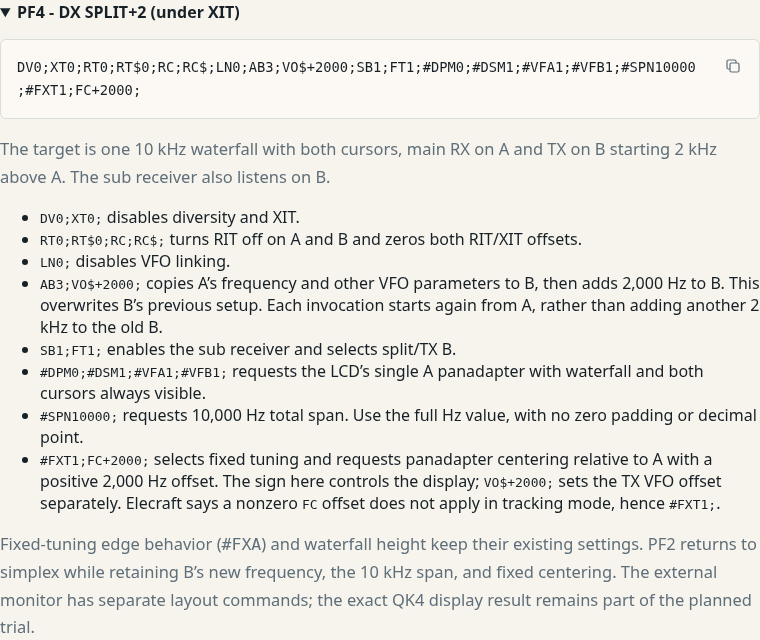 ▼ PF4 - DX SPLIT+2 (under XIT)
DV0;XT0;RT0;RT$0;RC;RC$;LN0;AB3;VO$+2000;SB1;FT1;#DPM0;#DSM1;#VFA1;#VFB1;#SPN10000
;#FXT1;FC+2000;
The target is one 10 kHz waterfall with both cursors, main RX on A and TX on B starting 2 kHz
above A. The sub receiver also listens on B.
• DV0;XT0; disables diversity and XIT.
• RT0;RT$0;RC;RC$; turns RIT off on A and B and zeros both RIT/XIT offsets.
• LN0; disables VFO linking.
• AB3;VO$+2000; copies A’s frequency and other VFO parameters to B, then adds 2,000 Hz to B. This
overwrites B’s previous setup. Each invocation starts again from A, rather than adding another 2
kHz to the old B.
• SB1;FT1; enables the sub receiver and selects split/TX B.
• #DPM0;#DSM1;#VFA1;#VFB1; requests the LCD’s single A panadapter with waterfall and both
cursors always visible.
• #SPN10000; requests 10,000 Hz total span. Use the full Hz value, with no zero padding or decimal
point.
• #FXT1;FC+2000; selects fixed tuning and requests panadapter centering relative to A with a
positive 2,000 Hz offset. The sign here controls the display; VO$+2000; sets the TX VFO offset
separately. Elecraft says a nonzero FC offset does not apply in tracking mode, hence #FXT1;.
Fixed-tuning edge behavior (#FXA) and waterfall height keep their existing settings. PF2 returns to
simplex while retaining B’s new frequency, the 10 kHz span, and fixed centering. The external
monitor has separate layout commands; the exact QK4 display result remains part of the planned
trial.